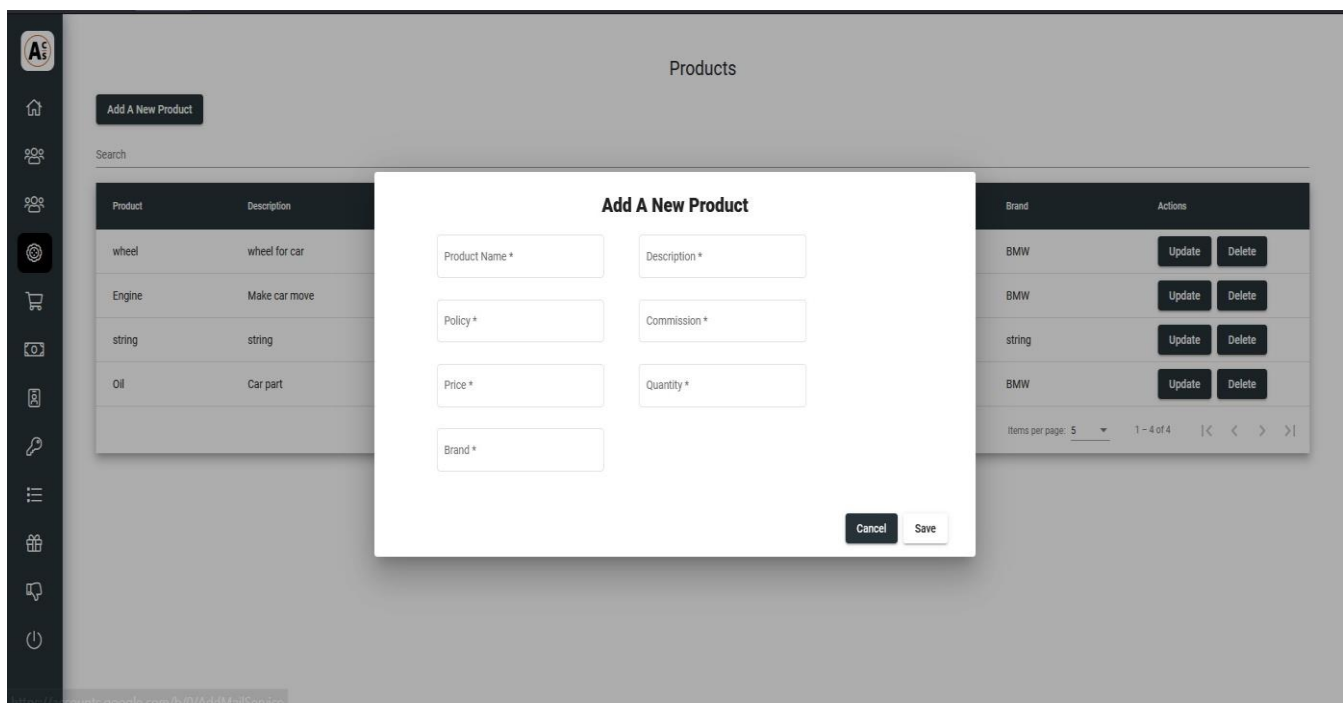 Acs
Products
Add A New Product
Search
Product Description Brand Actions
Add A New Product
wheel wheel for car BMW Update Delete
Product Name * Description *
Engine Make car move BMW Update Delete
Policy * Commission *
string string string Update Delete
Oil Car part BMW Update Delete
Price * Quantity *
Items per page: 5 1 – 4 of 4
Brand *
Cancel Save